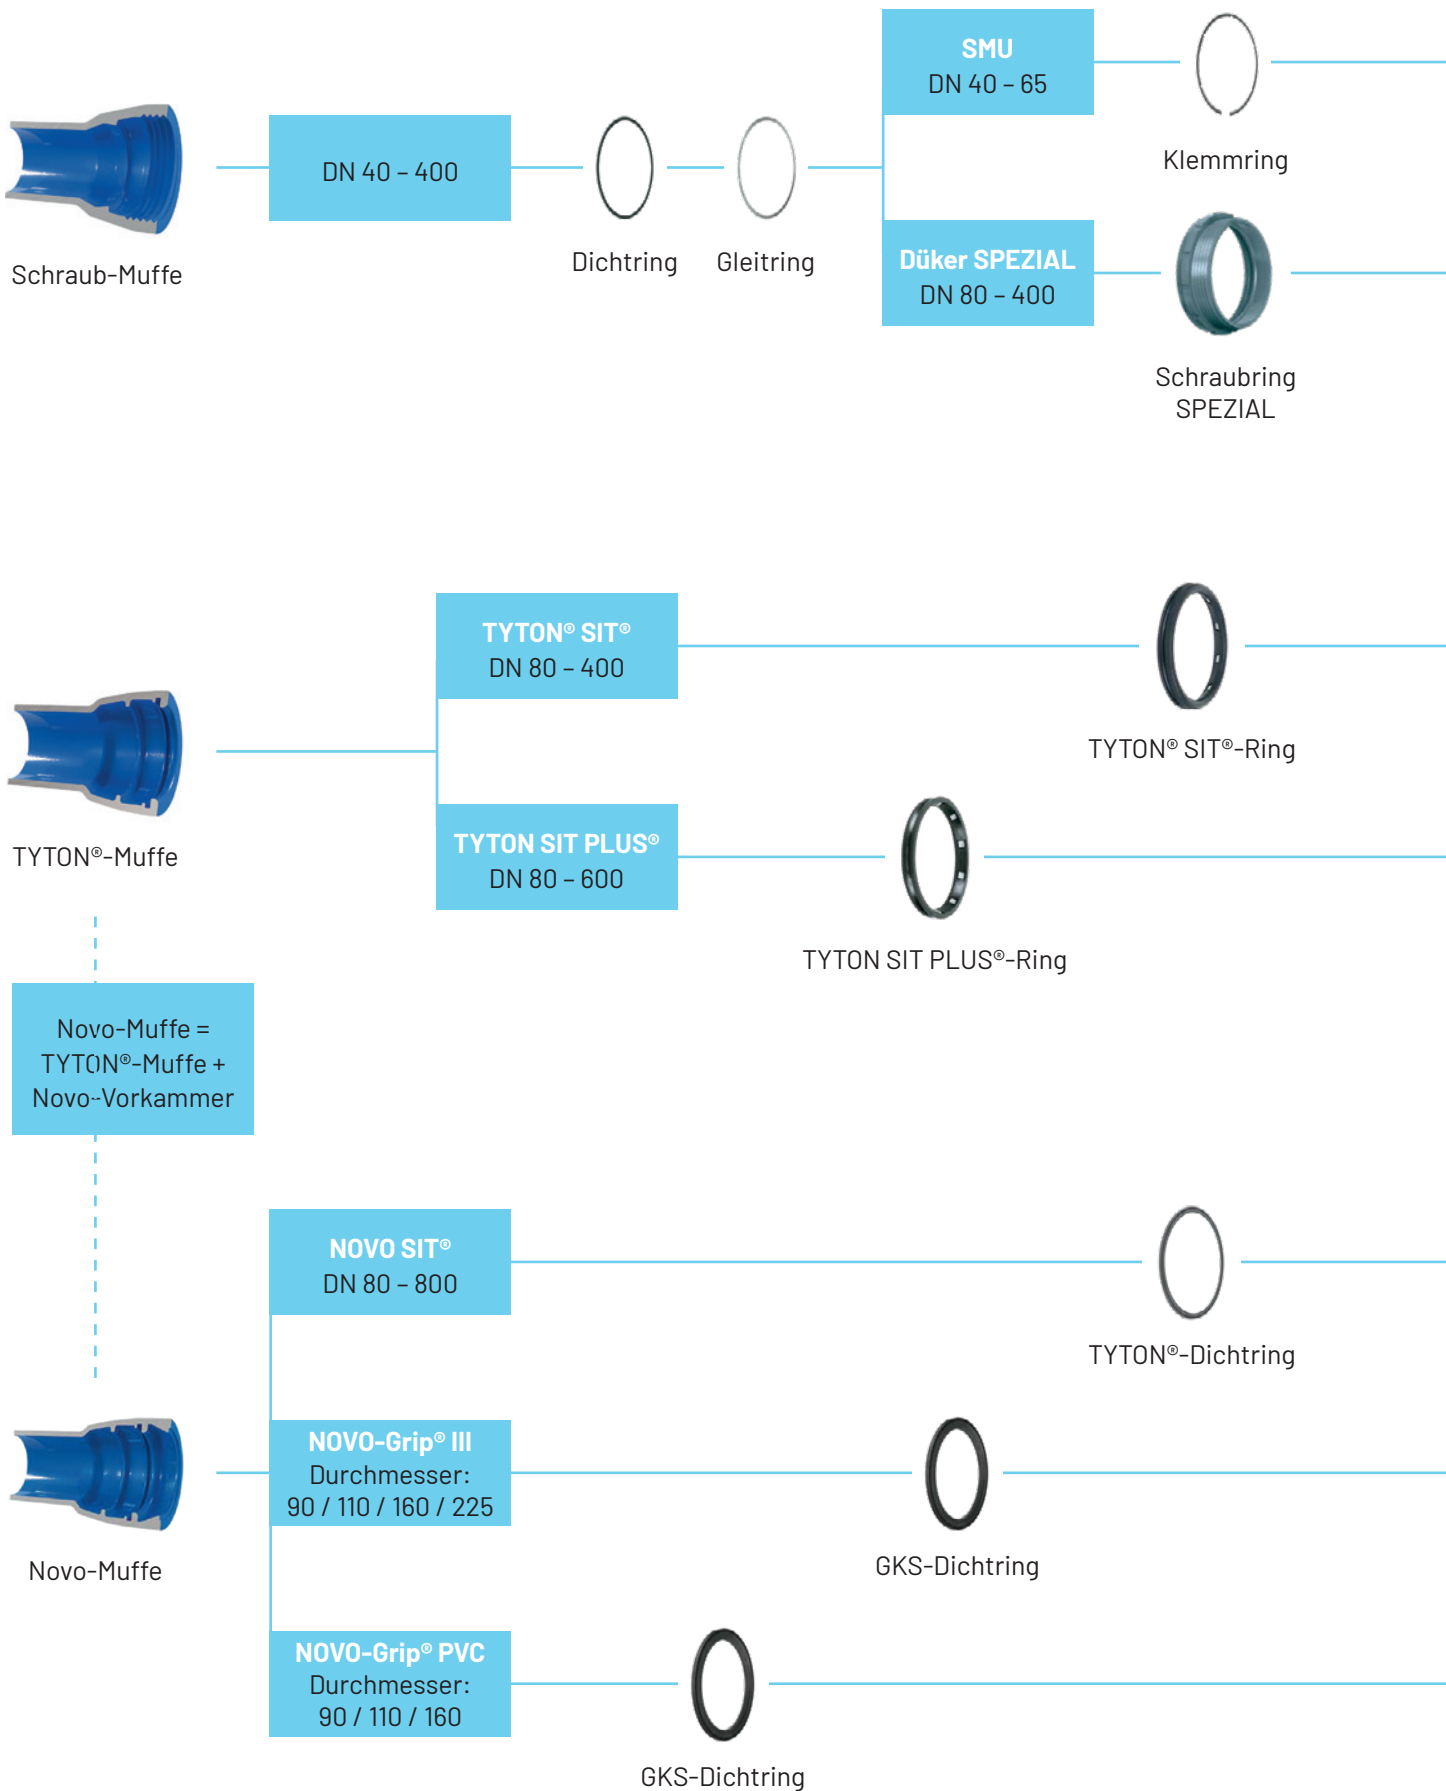 SMU
DN 40 – 65
Klemmring
DN 40 – 400
Dichtring
Gleitring
Schraub-Muffe
Düker SPEZIAL
DN 80 – 400
Schraubring
SPEZIAL
TYTON® SIT®
DN 80 – 400
TYTON® SIT®-Ring
TYTON®-Muffe
TYTON SIT PLUS®
DN 80 – 600
TYTON SIT PLUS®-Ring
Novo-Muffe =
TYTON®-Muffe +
Novo-Vorkammer
NOVO SIT®
DN 80 – 800
TYTON®-Dichtring
NOVO-Grip® III
Durchmesser:
90 / 110 / 160 / 225
GKS-Dichtring
Novo-Muffe
NOVO-Grip® PVC
Durchmesser:
90 / 110 / 160
GKS-Dichtring